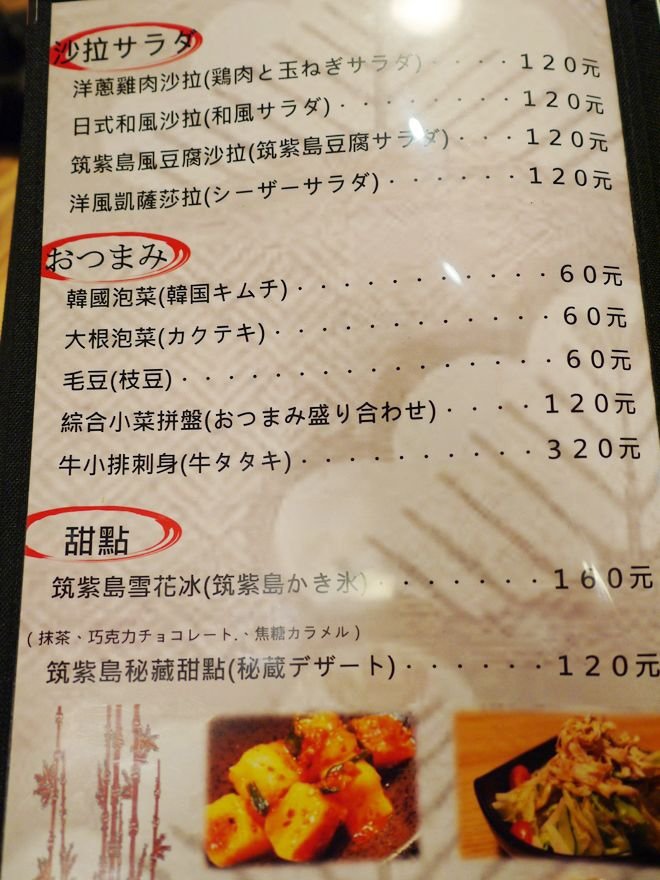 沙拉サラダ
洋蔥雞肉沙拉(鶏肉と玉ねぎサラダ)‧‧‧‧‧120元
日式和風沙拉(和風サラダ)‧‧‧‧‧‧‧‧120元
筑紫島風豆腐沙拉(筑紫島豆腐サラダ)‧‧‧‧120元
洋風凱薩莎拉(シーザーサラダ)‧‧‧‧‧‧‧120元
おつまみ
韓國泡菜(韓国キムチ)‧‧‧‧‧‧‧‧‧‧‧60元
大根泡菜(カクテキ)‧‧‧‧‧‧‧‧‧‧‧‧60元
毛豆(枝豆)‧‧‧‧‧‧‧‧‧‧‧‧‧‧‧‧60元
綜合小菜拼盤(おつまみ盛り合わせ)‧‧‧‧120元
牛小排刺身(牛タタキ)‧‧‧‧‧‧‧‧‧‧320元
甜點
筑紫島雪花冰(筑紫島かき氷)‧‧‧‧‧‧‧160元
(抹茶、巧克力チョコレート.、焦糖カラメル)
筑紫島秘藏甜點(秘蔵デザート)‧‧‧‧‧‧120元